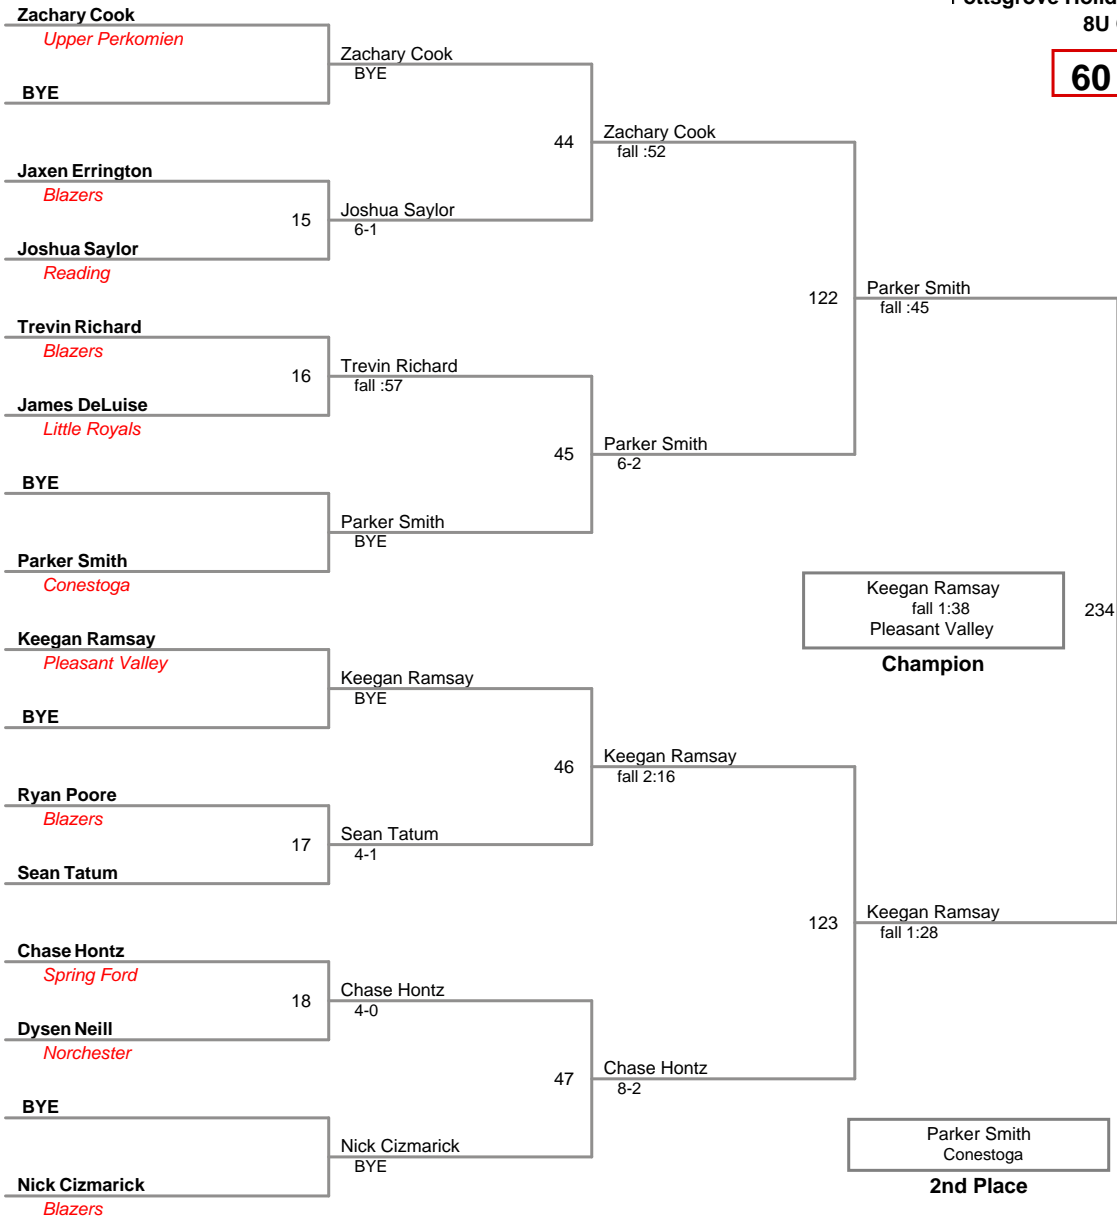 Pottsgrove Holid
8U
60
Zachary Cook
Upper Perkomien
BYE
Jaxen Errington
Blazers
15
Joshua Saylor
Reading
Trevin Richard
Blazers
16
James DeLuise
Little Royals
BYE
Parker Smith
Conestoga
Keegan Ramsay
Pleasant Valley
BYE
Ryan Poore
Blazers
17
Sean Tatum
Chase Hontz
Spring Ford
18
Dysen Neill
Norchester
BYE
Nick Cizmarick
Blazers
Zachary Cook
BYE
44
Joshua Saylor
6-1
Trevin Richard
fall :57
45
Parker Smith
BYE
Keegan Ramsay
BYE
46
Sean Tatum
4-1
Chase Hontz
4-0
47
Nick Cizmarick
BYE
Zachary Cook
fall :52
122
Parker Smith
6-2
Keegan Ramsay
fall 2:16
123
Chase Hontz
8-2
Parker Smith
fall :45
Keegan Ramsay
fall 1:38
Pleasant Valley
234
Champion
Keegan Ramsay
fall 1:28
Parker Smith
Conestoga
2nd Place